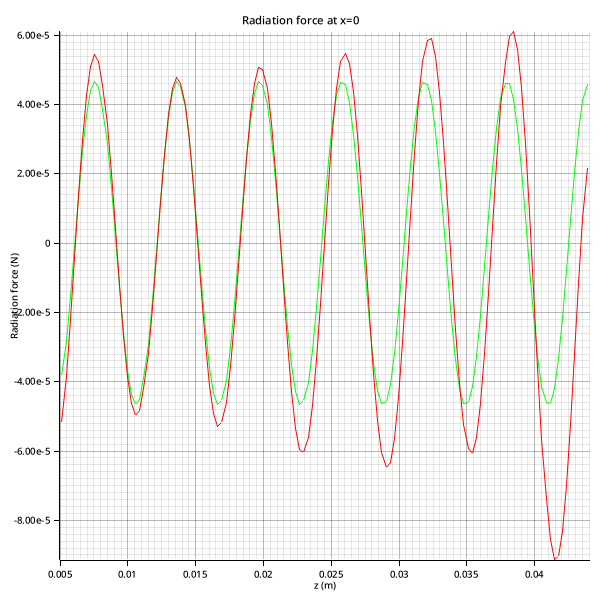 Radiation force at x=0
6.00e-5
4.00e-5
2.00e-5
0
-2.00e-5
-4.00e-5
-6.00e-5
-8.00e-5
Radiation force (N)
0.005 0.01 0.015 0.02 0.025 0.03 0.035 0.04
z (m)